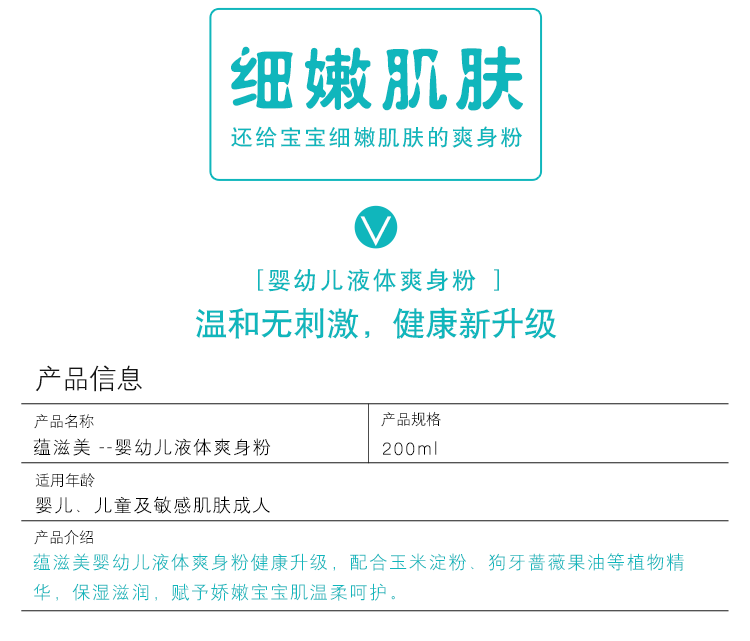 细嫩肌肤
还给宝宝细嫩肌肤的爽身粉
[婴幼儿液体爽身粉 ]
温和无刺激，健康新升级
产品信息
产品名称
产品规格
蕴滋美 --婴幼儿液体爽身粉
200ml
适用年龄
婴儿、儿童及敏感肌肤成人
产品介绍
蕴滋美婴幼儿液体爽身粉健康升级，配合玉米淀粉、狗牙蔷薇果油等植物精
华，保湿滋润，赋予娇嫩宝宝肌温柔呵护。